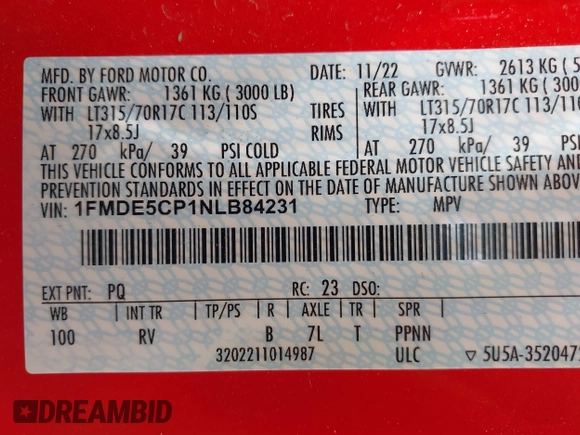 MFD. BY FORD MOTOR CO.
DATE: 11/22 GVWR: 2613 KG ( 5
FRONT GAWR: 1361 KG ( 3000 LB)
REAR GAWR: 1361 KG ( 300
WITH LT315/70R17C 113/110S TIRES WITH LT315/70R17C 113/11
17x8.5J RIMS 17x8.5J
AT 270 kPa/ 39 PSI COLD AT 270 kPa/ 39
THIS VEHICLE CONFORMS TO ALL APPLICABLE FEDERAL MOTOR VEHICLE SAFETY AN
PREVENTION STANDARDS IN EFFECT ON THE DATE OF MANUFACTURE SHOWN ABOV
VIN: 1FMDE5CP1NLB84231 TYPE: MPV
EXT PNT: PQ RC: 23 DSO:
WB INT TR TP/PS R AXLE TR SPR
100 RV B 7L T PPNN
3202211014987 ULC ▽ 5U5A-3520472
DREAMBID